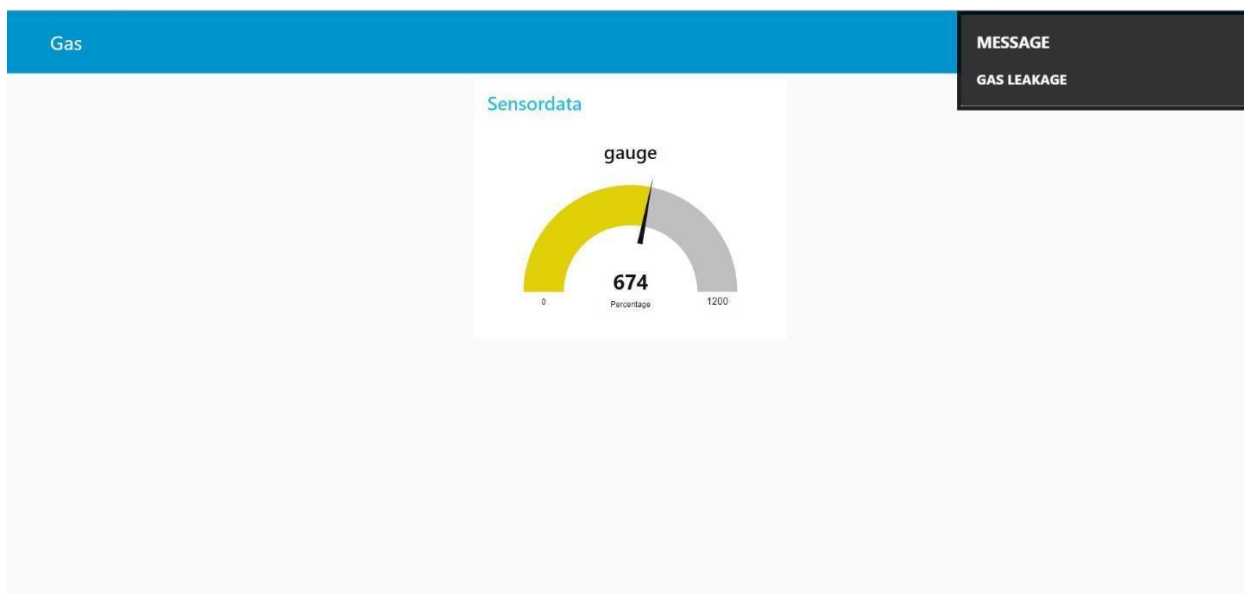 Gas
MESSAGE
GAS LEAKAGE
Sensordata
gauge
674
0
Percentage
1200